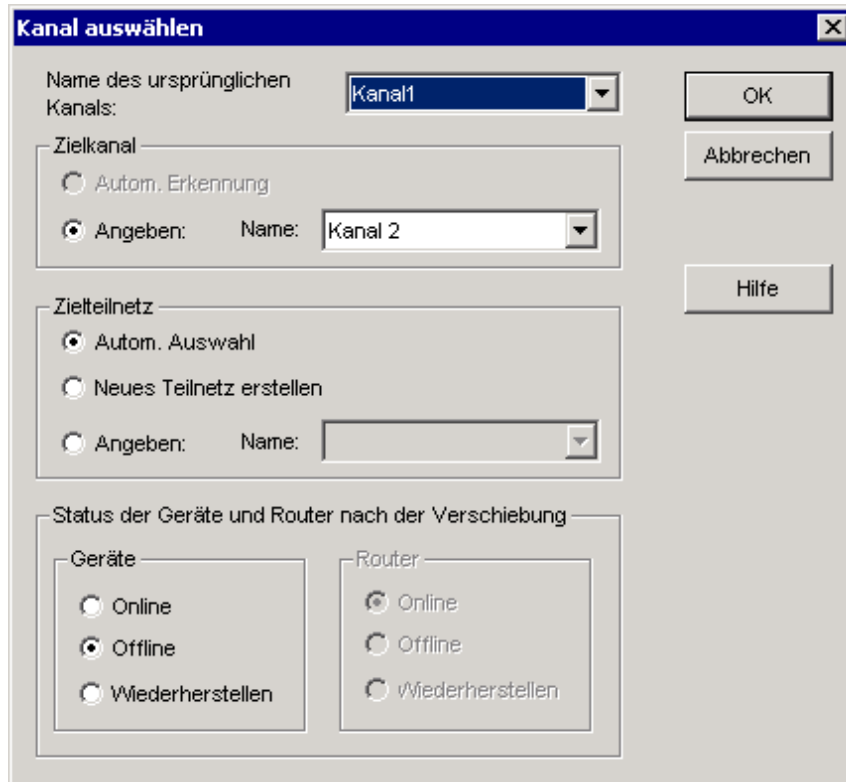 Kanal auswählen
Name des ursprünglichen
Kanals:
Kanal1
OK
Abbrechen
Hilfe
Zielkanal
Autom. Erkennung
Angeben:
Name:
Kanal 2
Zielteilnetz
Autom. Auswahl
Neues Teilnetz erstellen
Angeben:
Name:
Status der Geräte und Router nach der Verschiebung
Geräte
Online
Offline
Wiederherstellen
Router
Online
Offline
Wiederherstellen